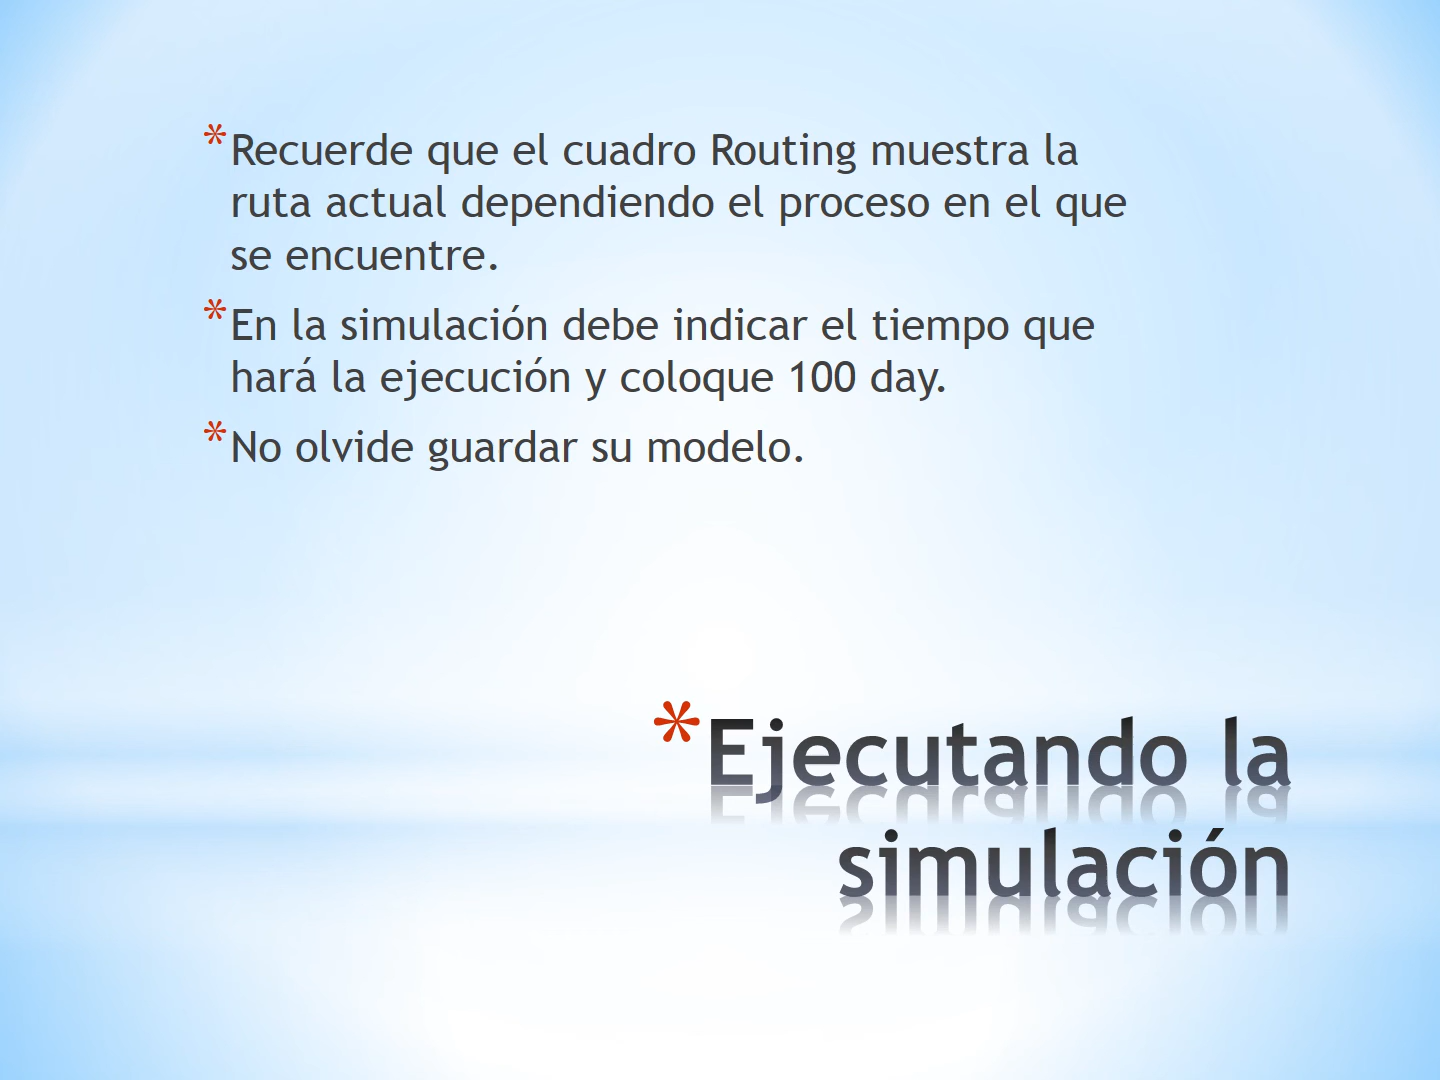 * Recuerde que el cuadro Routing muestra la
ruta actual dependiendo el proceso en el que
se encuentre.
* En la simulación debe indicar el tiempo que
hará la ejecución y coloque 100 day.
* No olvide guardar su modelo.
* Ejecutando la
simulación